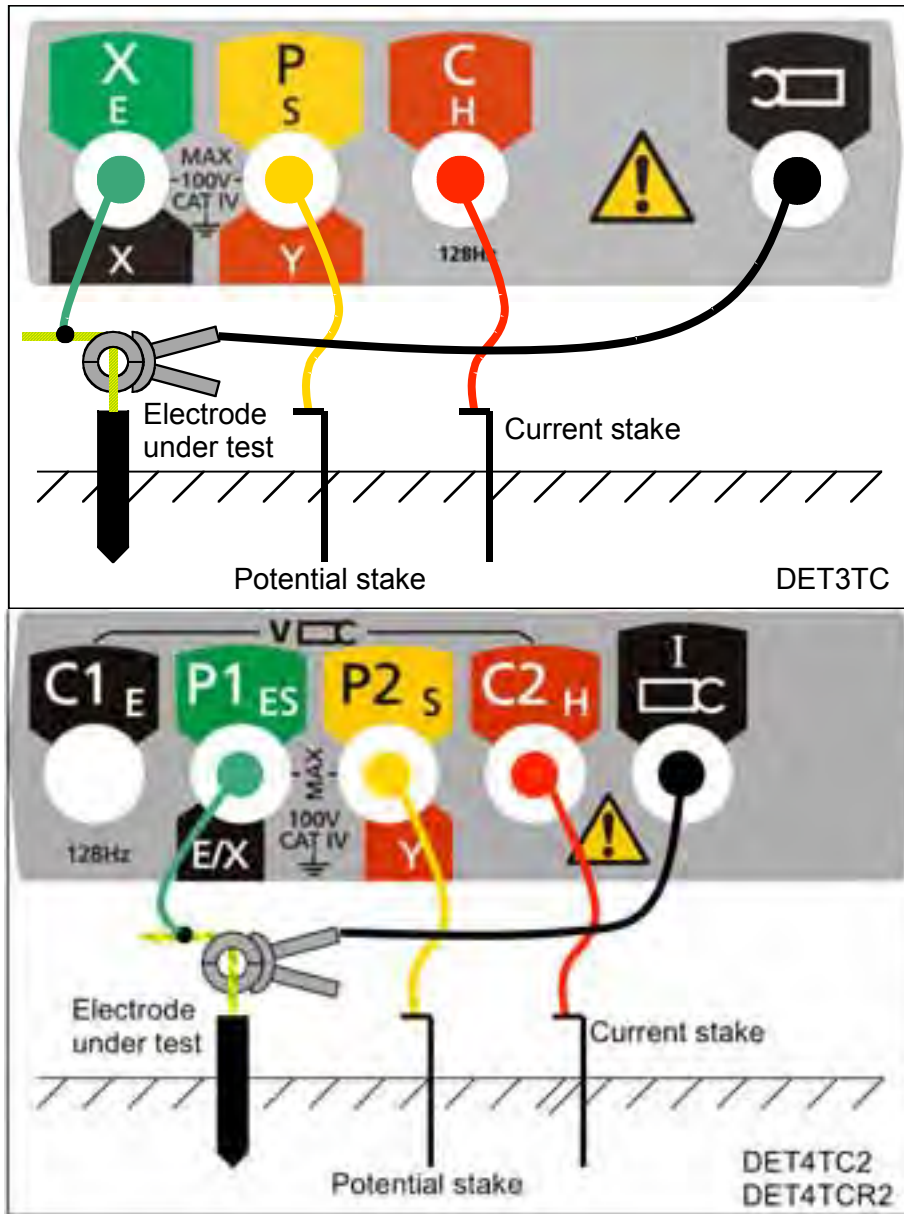 X
E
P
S
C
H
MAX
100V
CAT IV
X
Y
128Hz
Electrode
under test
Current stake
Potential stake
DET3TC
V
C1 E
P1 ES
P2 S
C2 H
I
MAX
100V
CAT IV
128Hz
E/X
Y
Electrode
under test
Current stake
Potential stake
DET4TC2
DET4TCR2